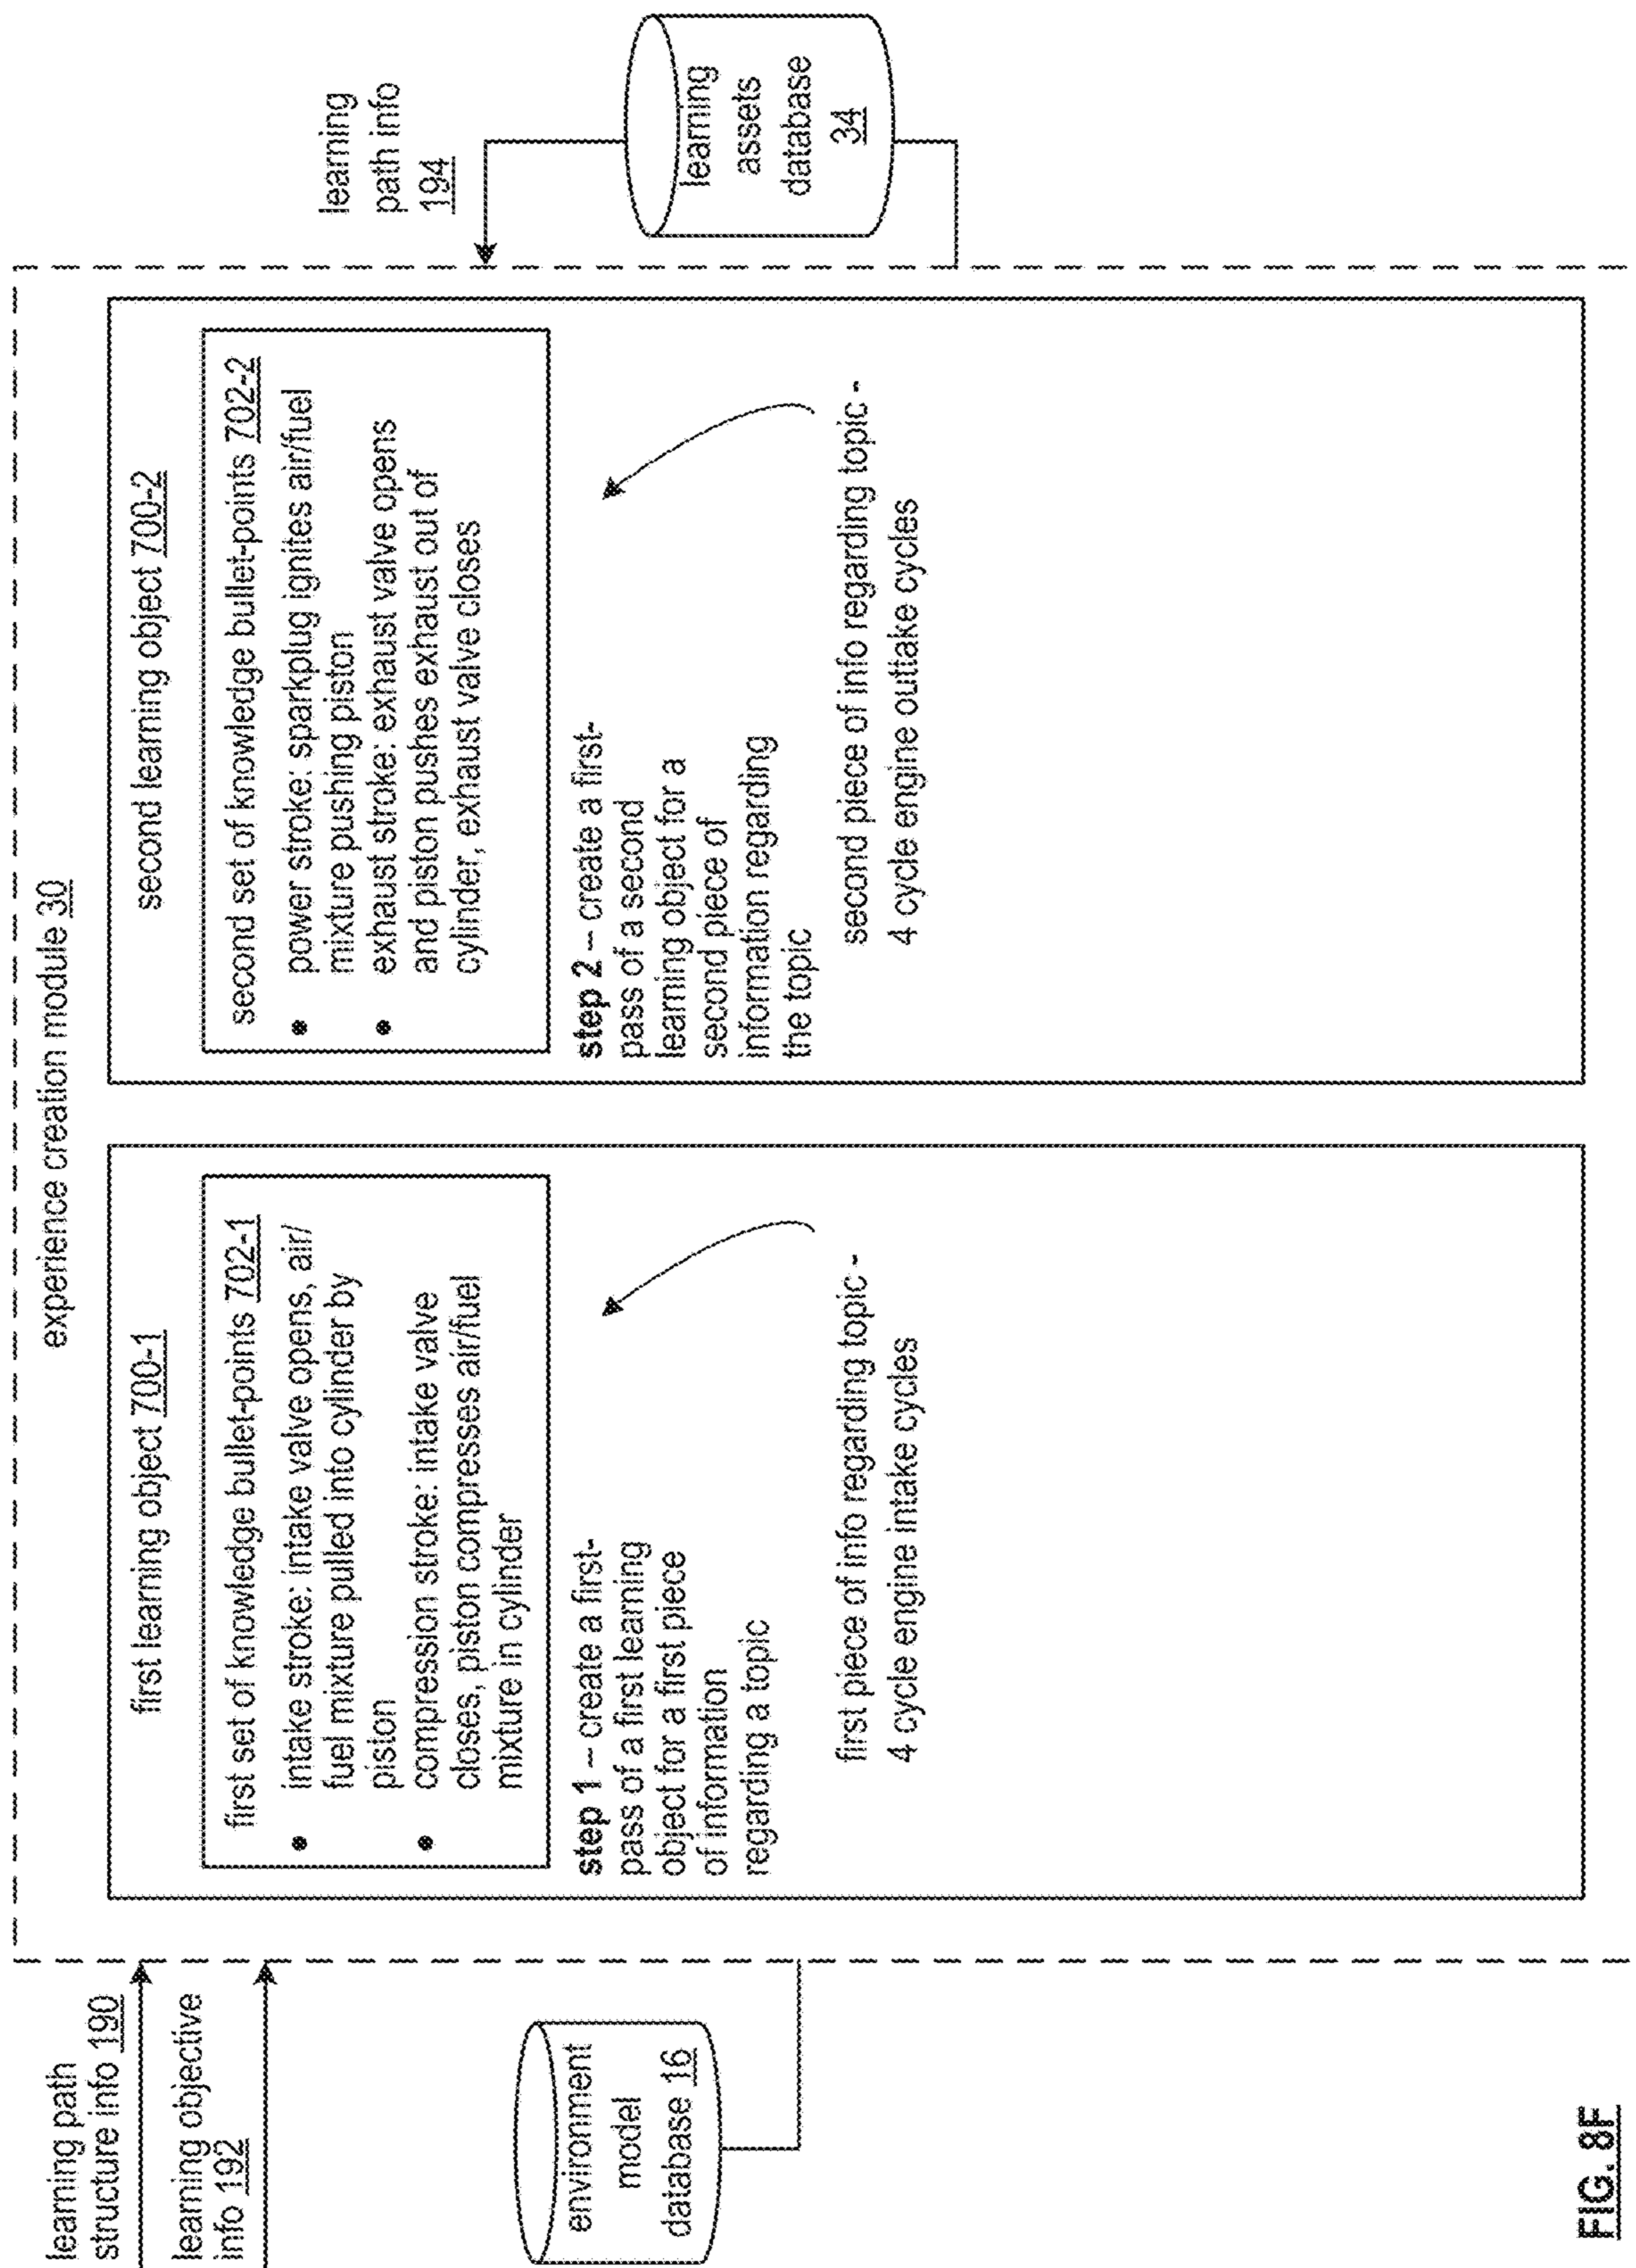 learning path
structure info 190
learning objective
info 192
environment
model
database 16
experience creation module 30
first learning object 700-1
first set of knowledge bullet-points 702-1
• intake stroke: intake valve opens, air/
fuel mixture pulled into cylinder by
piston
• compression stroke: intake valve
closes, piston compresses air/fuel
mixture in cylinder
step 1 – create a first-
pass of a first learning
object for a first piece
of information
regarding a topic
first piece of info regarding topic -
4 cycle engine intake cycles
second learning object 700-2
second set of knowledge bullet-points 702-2
• power stroke: sparkplug ignites air/fuel
mixture pushing piston
• exhaust stroke: exhaust valve opens
and piston pushes exhaust out of
cylinder, exhaust valve closes
step 2 – create a first-
pass of a second
learning object for a
second piece of
information regarding
the topic
second piece of info regarding topic -
4 cycle engine outtake cycles
learning
path info
194
learning
assets
database
34
FIG. 8F